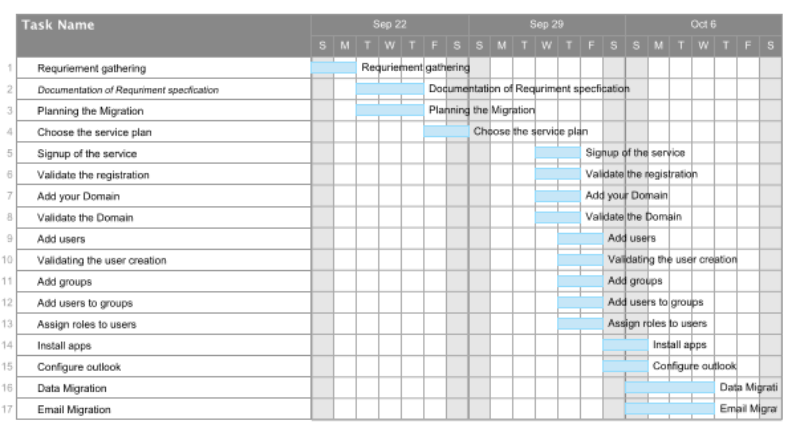 Task Name
Sep 22 Sep 29 Oct 6
S M T W T F S S M T W T F S S M T W T F S
1 Requriement gathering Requriement gathering
2 Documentation of Requriment specfication Documentation of Requriment specfication
3 Planning the Migration Planning the Migration
4 Choose the service plan Choose the service plan
5 Signup of the service Signup of the service
6 Validate the registration Validate the registration
7 Add your Domain Add your Domain
8 Validate the Domain Validate the Domain
9 Add users Add users
10 Validating the user creation Validating the user creation
11 Add groups Add groups
12 Add users to groups Add users to groups
13 Assign roles to users Assign roles to users
14 Install apps Install apps
15 Configure outlook Configure outlook
16 Data Migration Data Migrati
17 Email Migration Email Migra